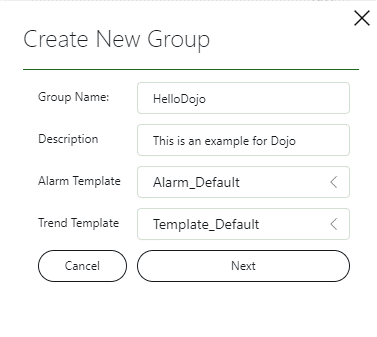 Create New Group
Group Name: HelloDojo
Description This is an example for Dojo
Alarm Template Alarm_Default
Trend Template Template_Default
Cancel Next